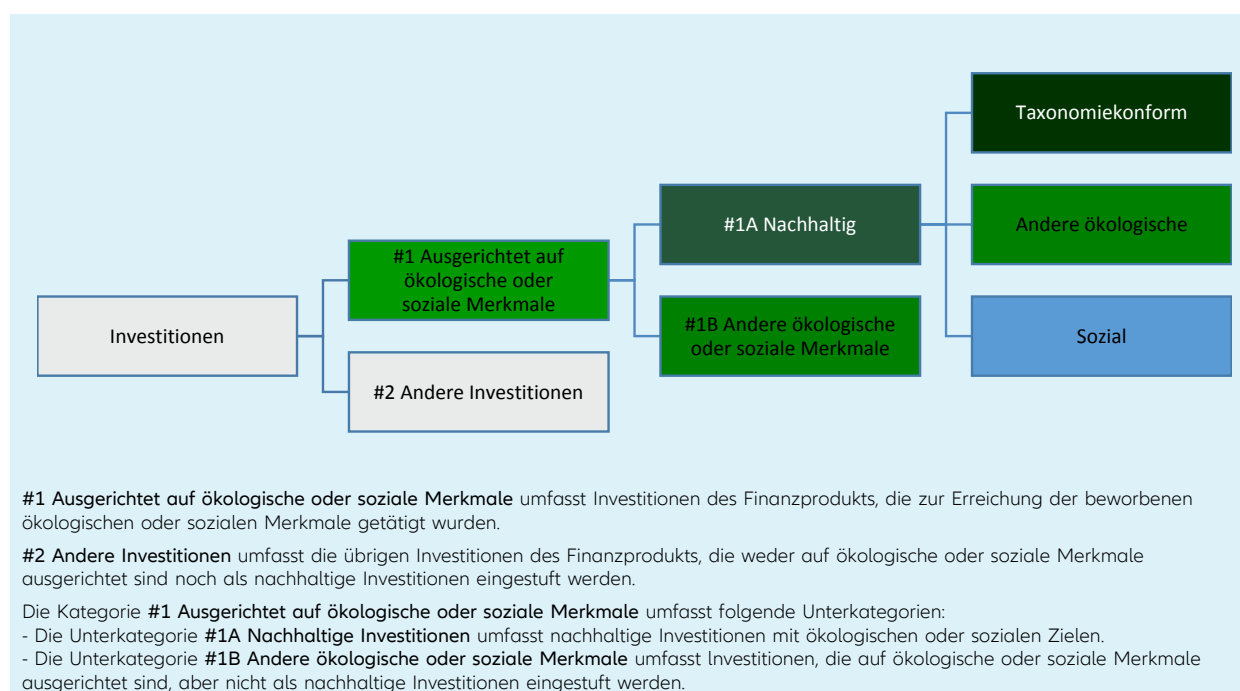 Taxonomiekonform
#1A Nachhaltig
Andere ökologische
#1 Ausgerichtet auf
ökologische oder
soziale Merkmale
Investitionen
#1B Andere ökologische
oder soziale Merkmale
Sozial
#2 Andere Investitionen
#1 Ausgerichtet auf ökologische oder soziale Merkmale umfasst Investitionen des Finanzprodukts, die zur Erreichung der beworbenen
ökologischen oder sozialen Merkmale getätigt wurden.
#2 Andere Investitionen umfasst die übrigen Investitionen des Finanzprodukts, die weder auf ökologische oder soziale Merkmale
ausgerichtet sind noch als nachhaltige Investitionen eingestuft werden.
Die Kategorie #1 Ausgerichtet auf ökologische oder soziale Merkmale umfasst folgende Unterkategorien:
- Die Unterkategorie #1A Nachhaltige Investitionen umfasst nachhaltige Investitionen mit ökologischen oder sozialen Zielen.
- Die Unterkategorie #1B Andere ökologische oder soziale Merkmale umfasst lnvestitionen, die auf ökologische oder soziale Merkmale
ausgerichtet sind, aber nicht als nachhaltige Investitionen eingestuft werden.